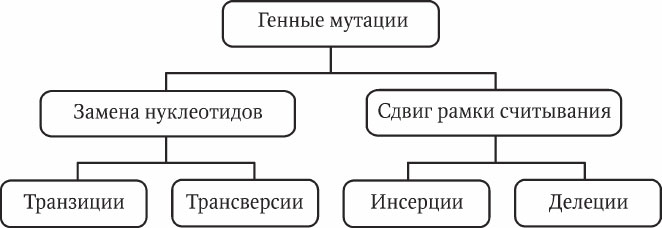 Генные мутации
Замена нуклеотидов
Сдвиг рамки считывания
Транзиции
Трансверсии
Инсерции
Делеции